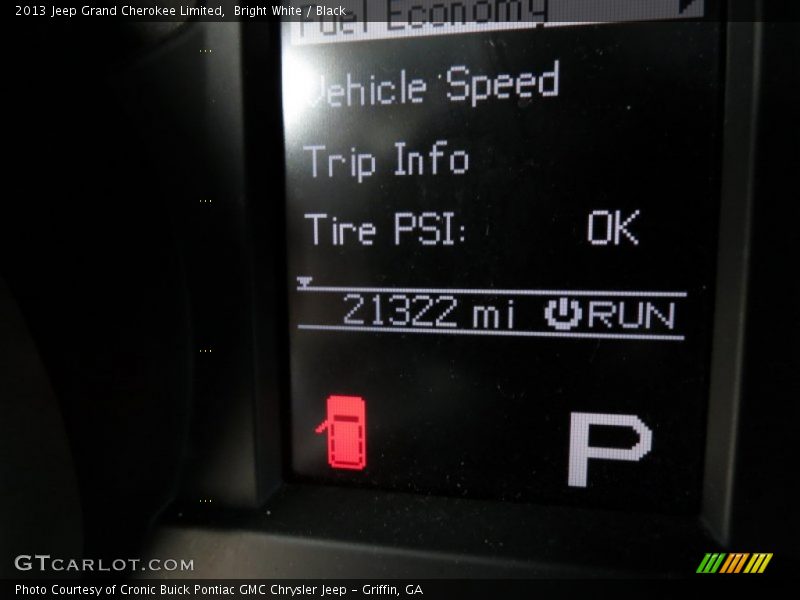 2013 Jeep Grand Cherokee Limited,  Bright White / Black
Fuel Economy
Vehicle Speed
Trip Info
Tire PSI: OK
21322 mi RUN
P
GTCARLOT.COM
Photo Courtesy of Cronic Buick Pontiac GMC Chrysler Jeep - Griffin, GA